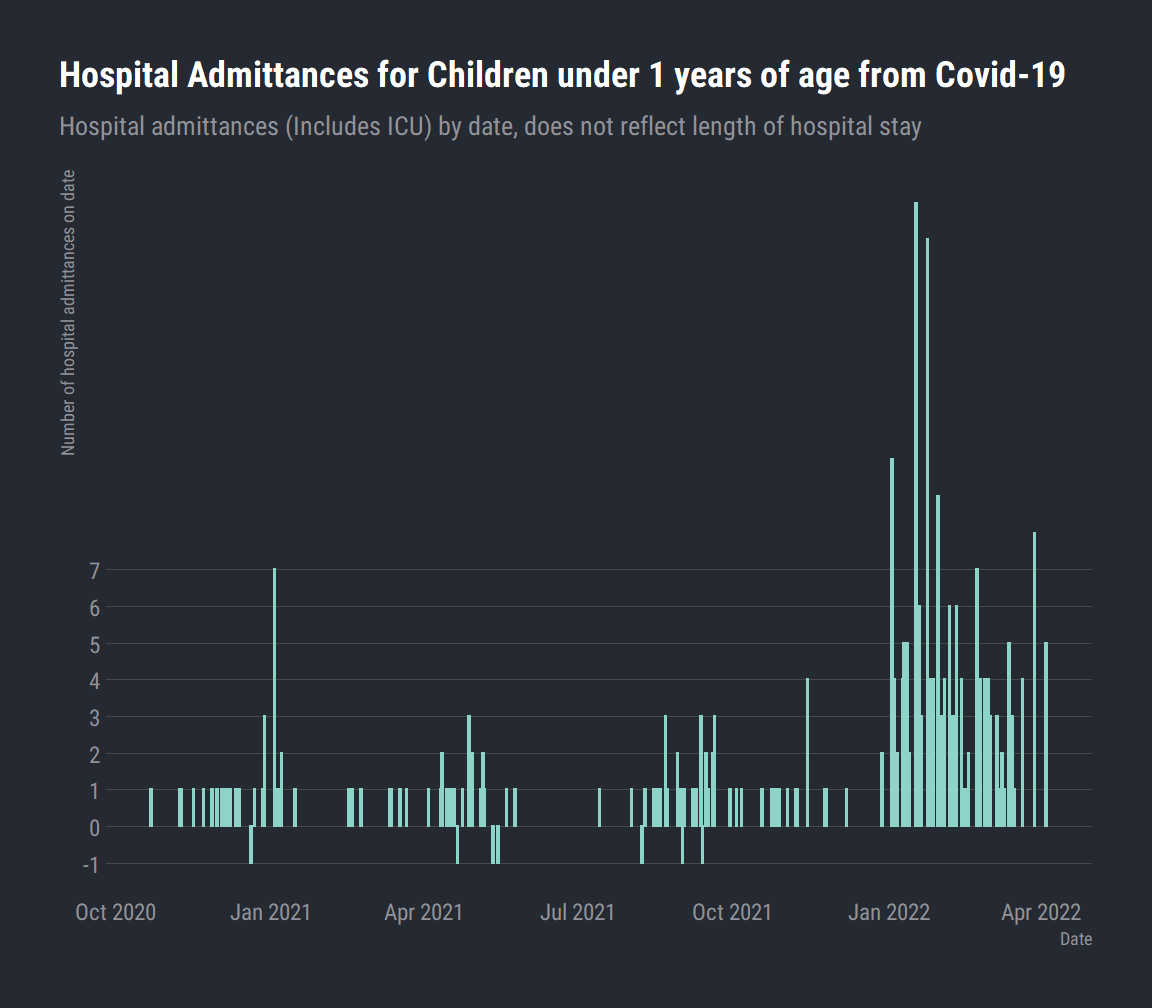 Hospital Admittances for Children under 1 years of age from Covid-19
Hospital admittances (Includes ICU) by date, does not reflect length of hospital stay
Number of hospital admittances on date
7
6
5
4
3
2
1
0
-1
Oct 2020 Jan 2021 Apr 2021 Jul 2021 Oct 2021 Jan 2022 Apr 2022
Date